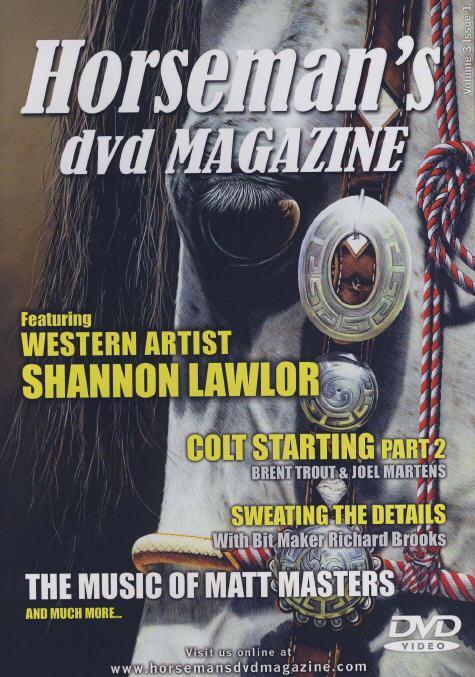 Horseman's
dvd MAGAZINE
Volume 3 Issue 1
Featuring
WESTERN ARTIST
SHANNON LAWLOR
COLT STARTING PART 2
BRENT TROUT & JOEL MARTENS
SWEATING THE DETAILS
With Bit Maker Richard Brooks
THE MUSIC OF MATT MASTERS
AND MUCH MORE...
DVD
VIDEO
Visit us online at
www.horsemansdvdmagazine.com